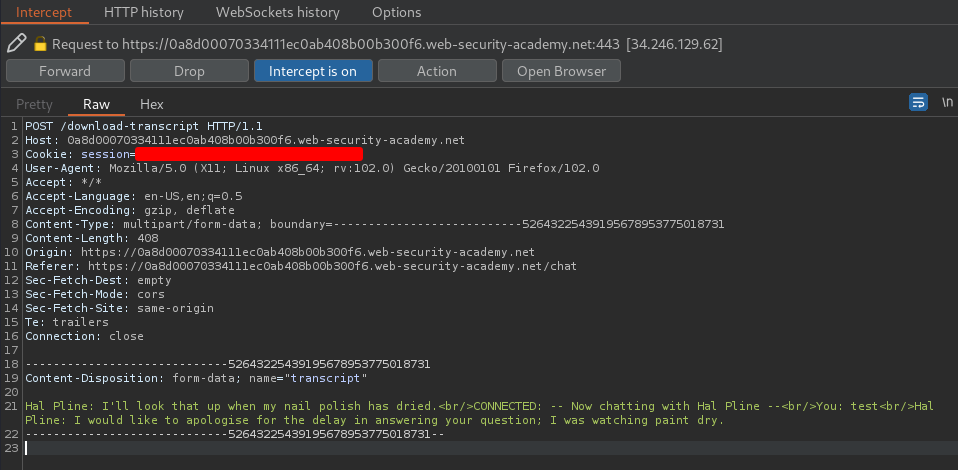 Intercept HTTP history WebSockets history Options
Request to https://0a8d00070334111ec0ab408b00b300f6.web-security-academy.net:443 [34.246.129.62]
Forward Drop Intercept is on Action Open Browser
Pretty Raw Hex \n
1 POST /download-transcript HTTP/1.1
2 Host: 0a8d00070334111ec0ab408b00b300f6.web-security-academy.net
3 Cookie: session=
4 User-Agent: Mozilla/5.0 (X11; Linux x86_64; rv:102.0) Gecko/20100101 Firefox/102.0
5 Accept: */*
6 Accept-Language: en-US,en;q=0.5
7 Accept-Encoding: gzip, deflate
8 Content-Type: multipart/form-data; boundary=---------------------------526432254391956789537750​18731
9 Content-Length: 408
10 Origin: https://0a8d00070334111ec0ab408b00b300f6.web-security-academy.net
11 Referer: https://0a8d00070334111ec0ab408b00b300f6.web-security-academy.net/chat
12 Sec-Fetch-Dest: empty
13 Sec-Fetch-Mode: cors
14 Sec-Fetch-Site: same-origin
15 Te: trailers
16 Connection: close
17
18 -----------------------------52643225439195678953775018731
19 Content-Disposition: form-data; name="transcript"
20
21 Hal Pline: I'll look that up when my nail polish has dried.<br/>CONNECTED: -- Now chatting with Hal Pline --<br/>You: test<br/>Hal
Pline: I would like to apologise for the delay in answering your question; I was watching paint dry.
22 -----------------------------52643225439195678953775018731--
23